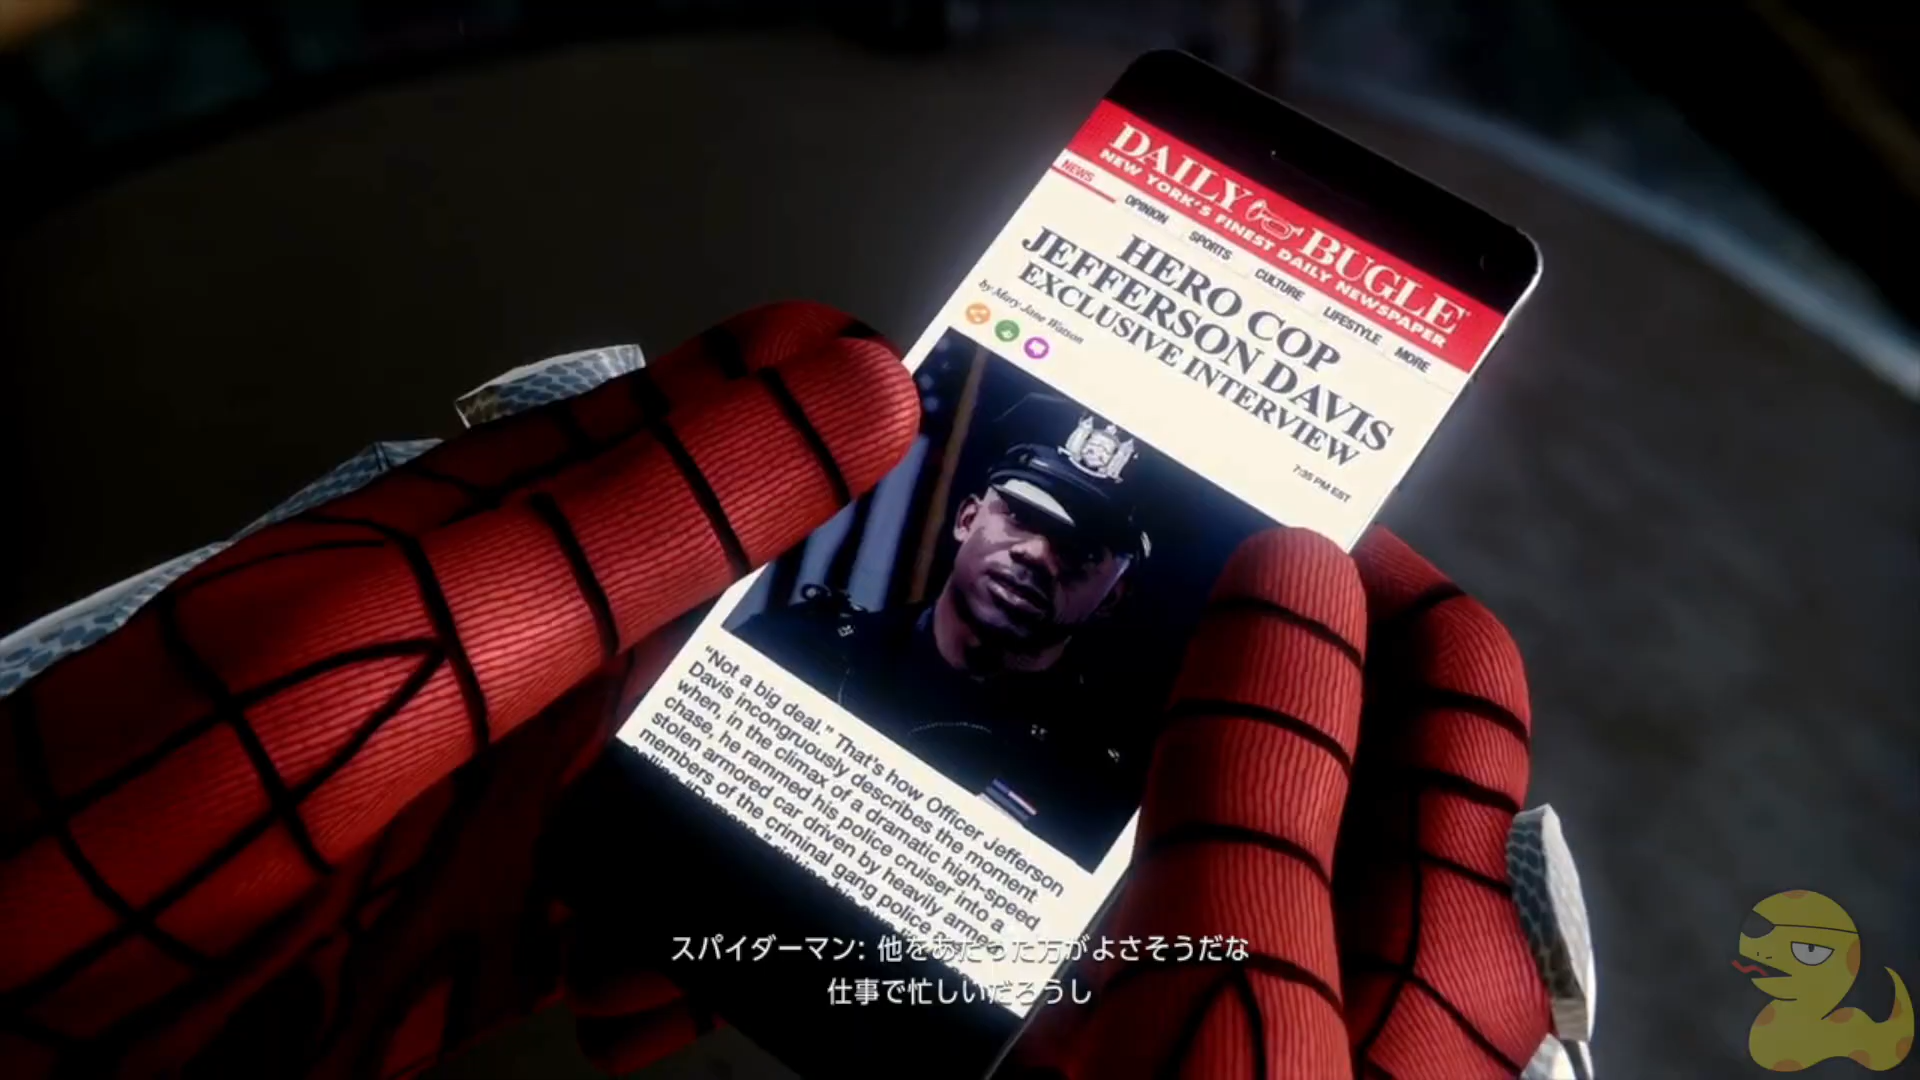 DAILY BUGLE
NEW YORK'S FINEST DAILY NEWSPAPER
NEWS OPINION SPORTS CULTURE LIFESTYLE MORE
HERO COP
JEFFERSON DAVIS
EXCLUSIVE INTERVIEW
by Mary Jane Watson
7:35 PM EST
"Not a big deal." That's how Officer Jefferson
Davis incongruously describes the moment
when, in the climax of a dramatic high-speed
chase, he rammed his police cruiser into a
stolen armored car driven by heavily armed
members of the criminal gang police
スパイダーマン: 他をあたった方がよさそうだな
仕事で忙しいだろうし